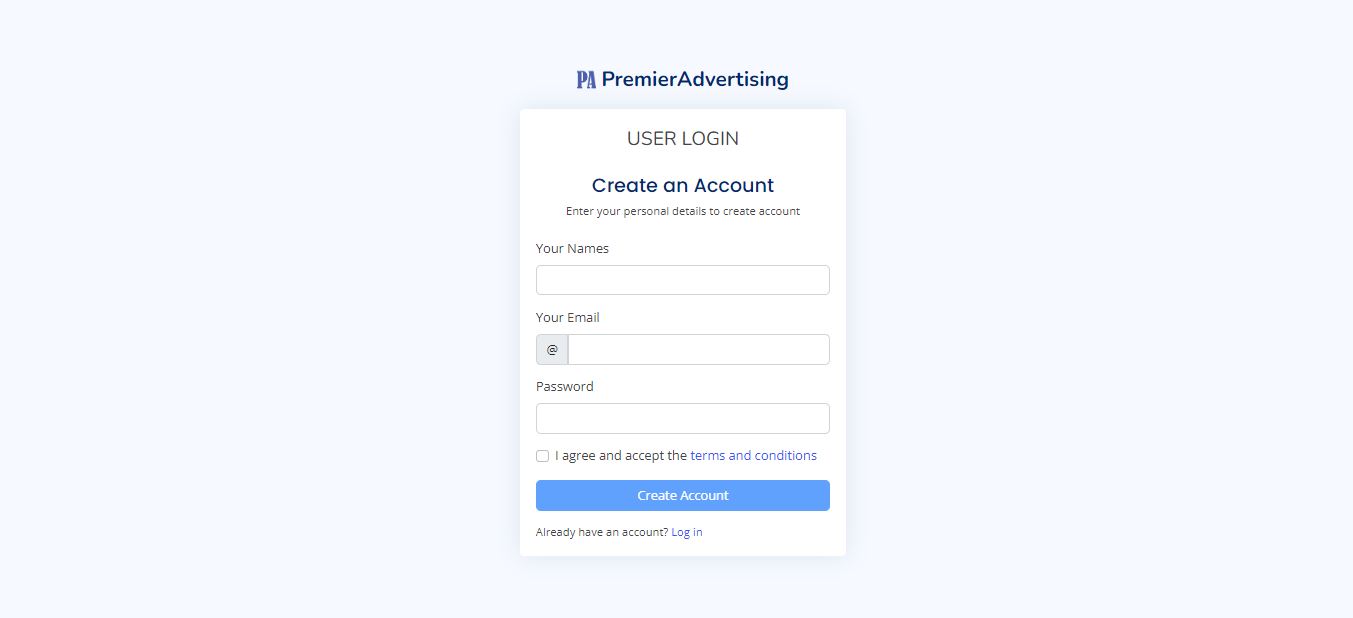 PA PremierAdvertising
USER LOGIN
Create an Account
Enter your personal details to create account
Your Names
Your Email
@
Password
I agree and accept the terms and conditions
Create Account
Already have an account? Log in